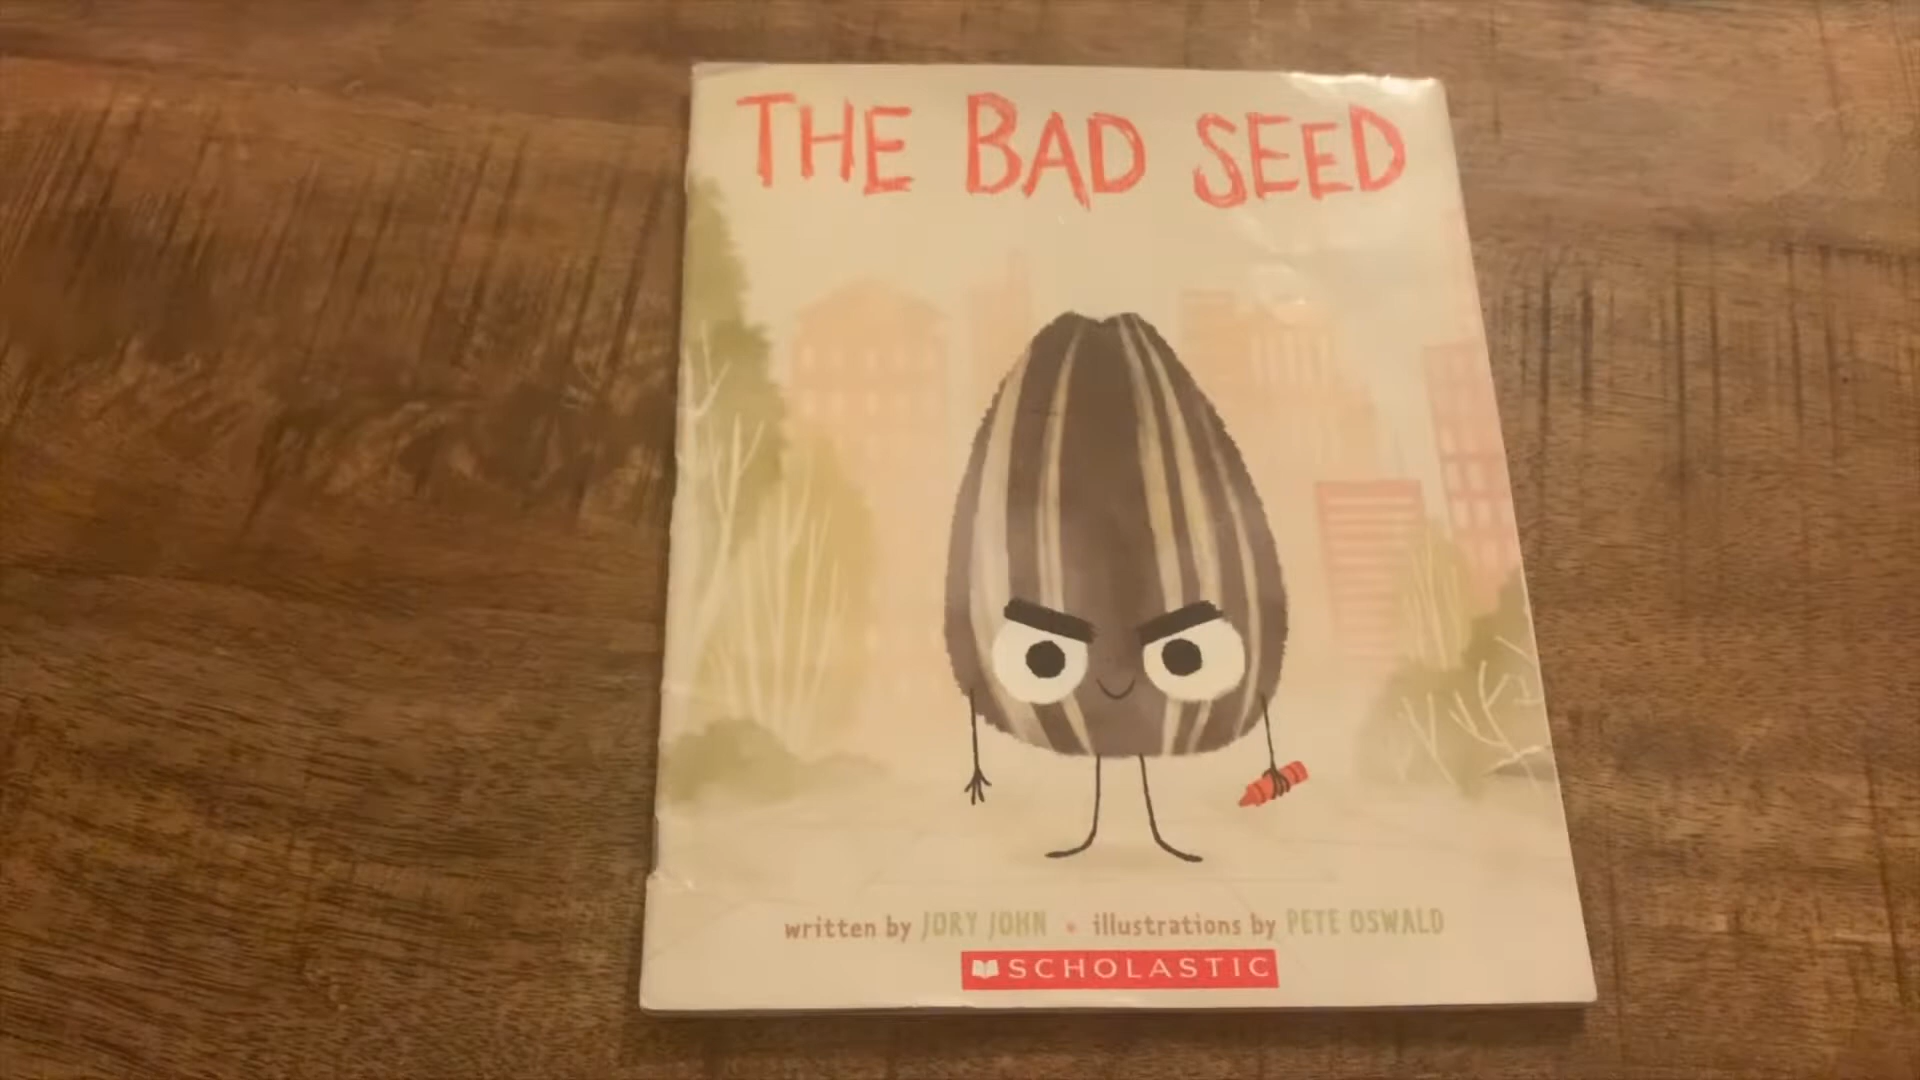 THE BAD SEED
written by JORY JOHN • illustrations by PETE OSWALD
SCHOLASTIC